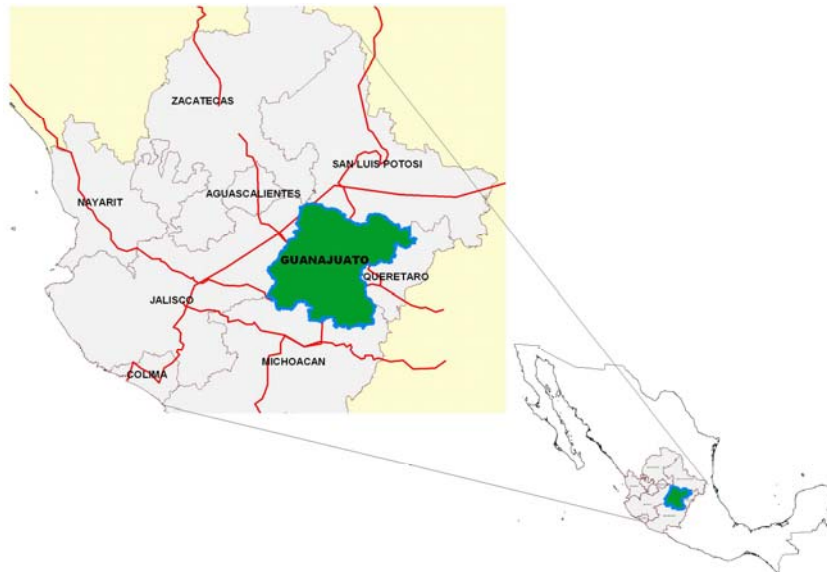 ZACATECAS
SAN LUIS POTOSI
AGUASCALIENTES
NAYARIT
GUANAJUATO
QUERETARO
JALISCO
MICHOACAN
COLIMA